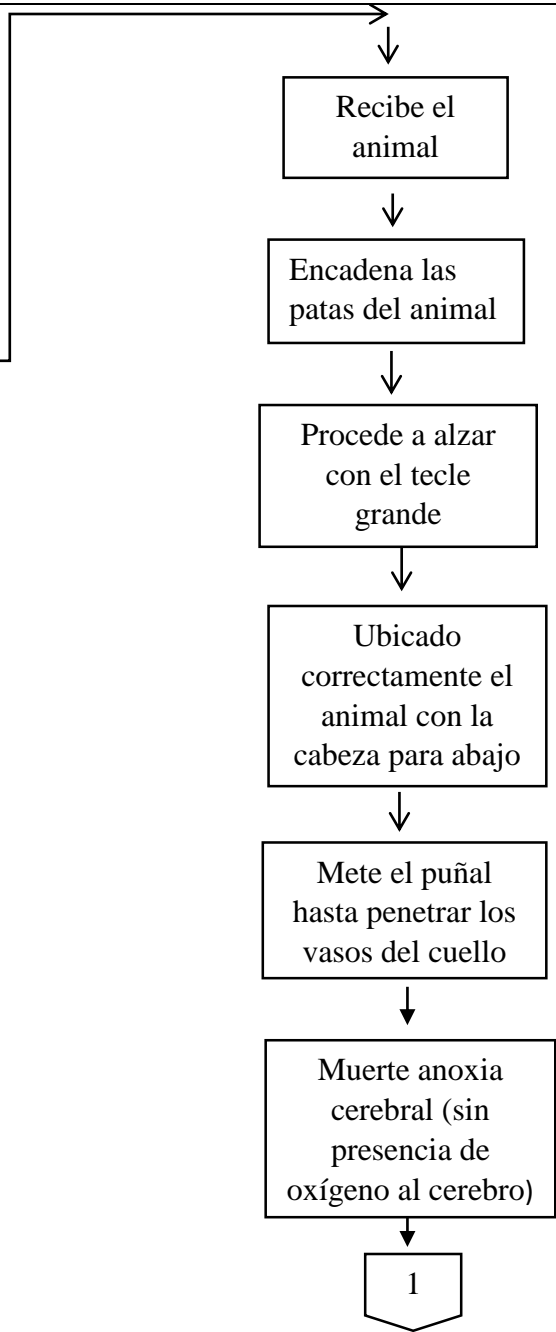 Recibe el
animal
Encadena las
patas del animal
Procede a alzar
con el tecle
grande
Ubicado
correctamente el
animal con la
cabeza para abajo
Mete el puñal
hasta penetrar los
vasos del cuello
Muerte anoxia
cerebral (sin
presencia de
oxígeno al cerebro)
1